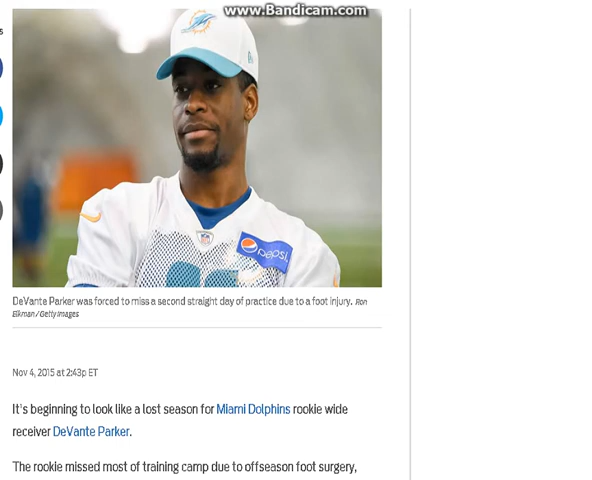 www.Bandicam.com
5
pepsi
DeVante Parker was forced to miss a second straight day of practice due to a foot injury. Ron
Elkman / Getty Images
Nov 4, 2015 at 2:43p ET
It's beginning to look like a lost season for Miami Dolphins rookie wide
receiver DeVante Parker.
The rookie missed most of training camp due to offseason foot surgery,